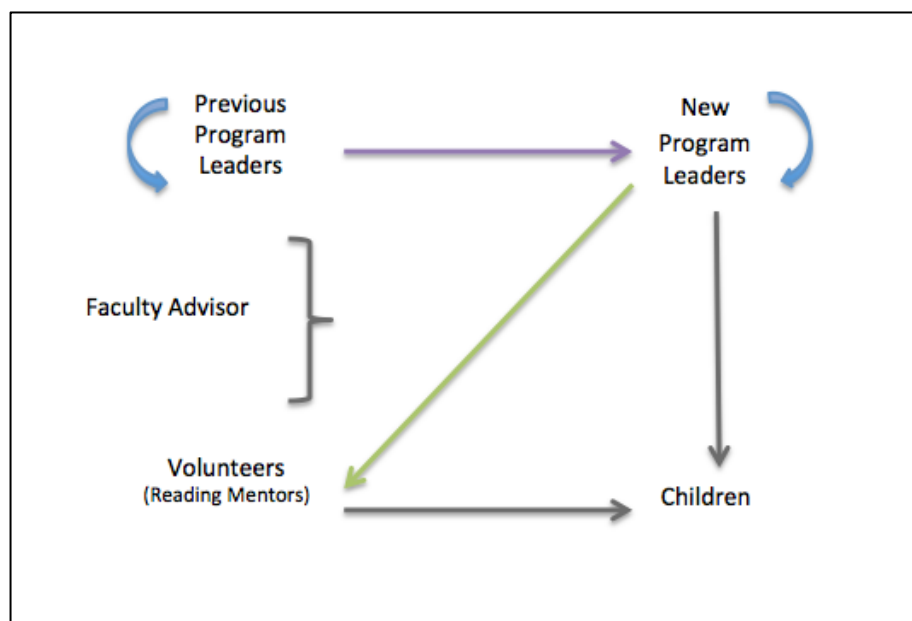 Previous
Program
Leaders
New
Program
Leaders
Faculty Advisor
Volunteers
(Reading Mentors)
Children